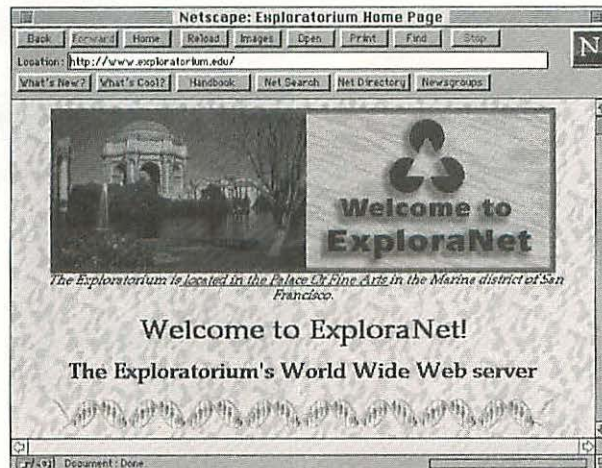 Netscape: Exploratorium Home Page
Back Forward Home Reload Images Open Print Find Stop
N
Location: http://www.exploratorium.edu/
What's New? What's Cool? Handbook Net Search Net Directory Newsgroups
Welcome to
ExploraNet
The Exploratorium is located in the Palace Of Fine Arts in the Marina district of San
Francisco.
Welcome to ExploraNet!
The Exploratorium's World Wide Web server
Document: Done